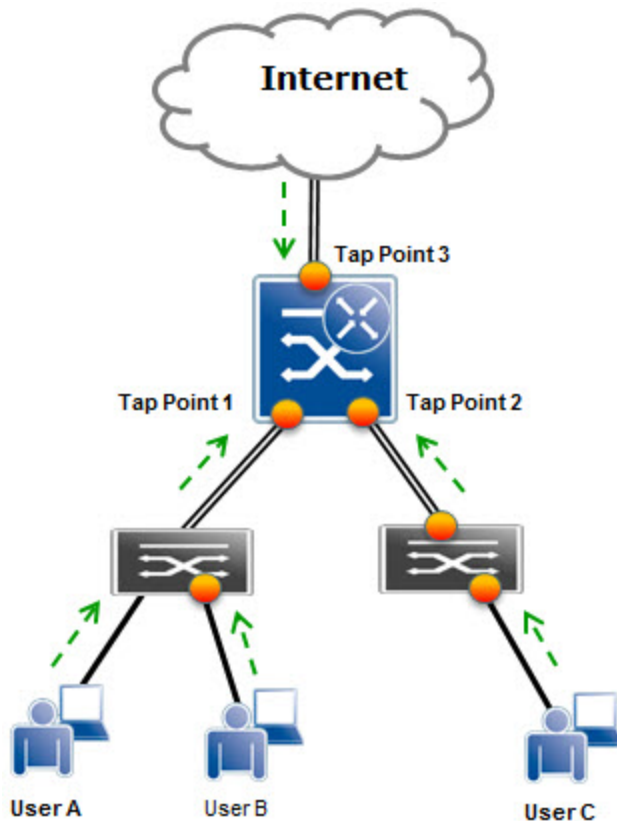 Internet
Tap Point 3
Tap Point 1
Tap Point 2
User A
User B
User C